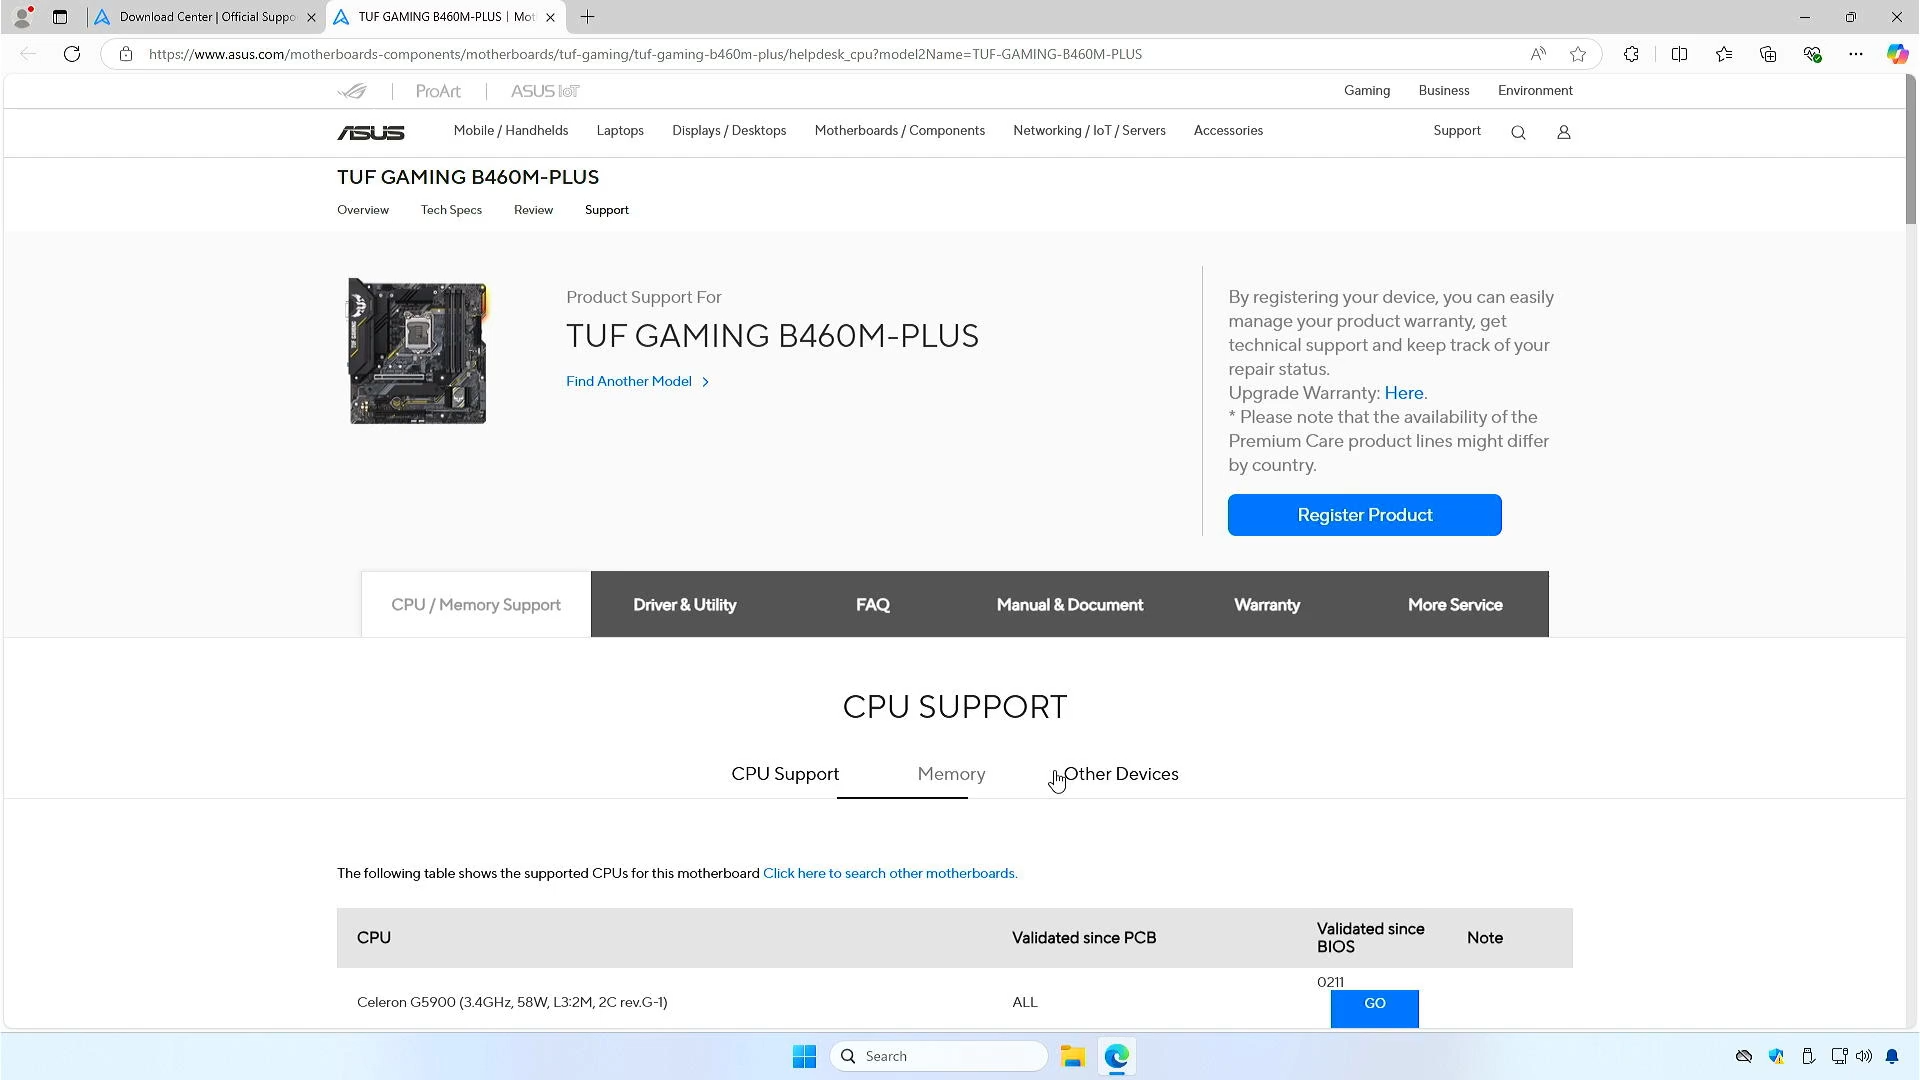 Download Center | Official Suppo
TUF GAMING B460M-PLUS | Mot
https://www.asus.com/motherboards-components/motherboards/tuf-gaming/tuf-gaming-b460m-plus/helpdesk_cpu?model2Name=TUF-GAMING-B460M-PLUS
ProArt
ASUS IoT
Gaming
Business
Environment
ASUS
Mobile / Handhelds
Laptops
Displays / Desktops
Motherboards / Components
Networking / IoT / Servers
Accessories
Support
TUF GAMING B460M-PLUS
Overview
Tech Specs
Review
Support
Product Support For
TUF GAMING B460M-PLUS
Find Another Model
By registering your device, you can easily
manage your product warranty, get
technical support and keep track of your
repair status.
Upgrade Warranty: Here.
* Please note that the availability of the
Premium Care product lines might differ
by country.
Register Product
CPU / Memory Support
Driver & Utility
FAQ
Manual & Document
Warranty
More Service
CPU SUPPORT
CPU Support
Memory
Other Devices
The following table shows the supported CPUs for this motherboard Click here to search other motherboards.
CPU
Validated since PCB
Validated since
BIOS
Note
Celeron G5900 (3.4GHz, 58W, L3:2M, 2C rev.G-1)
ALL
0211
GO
Search